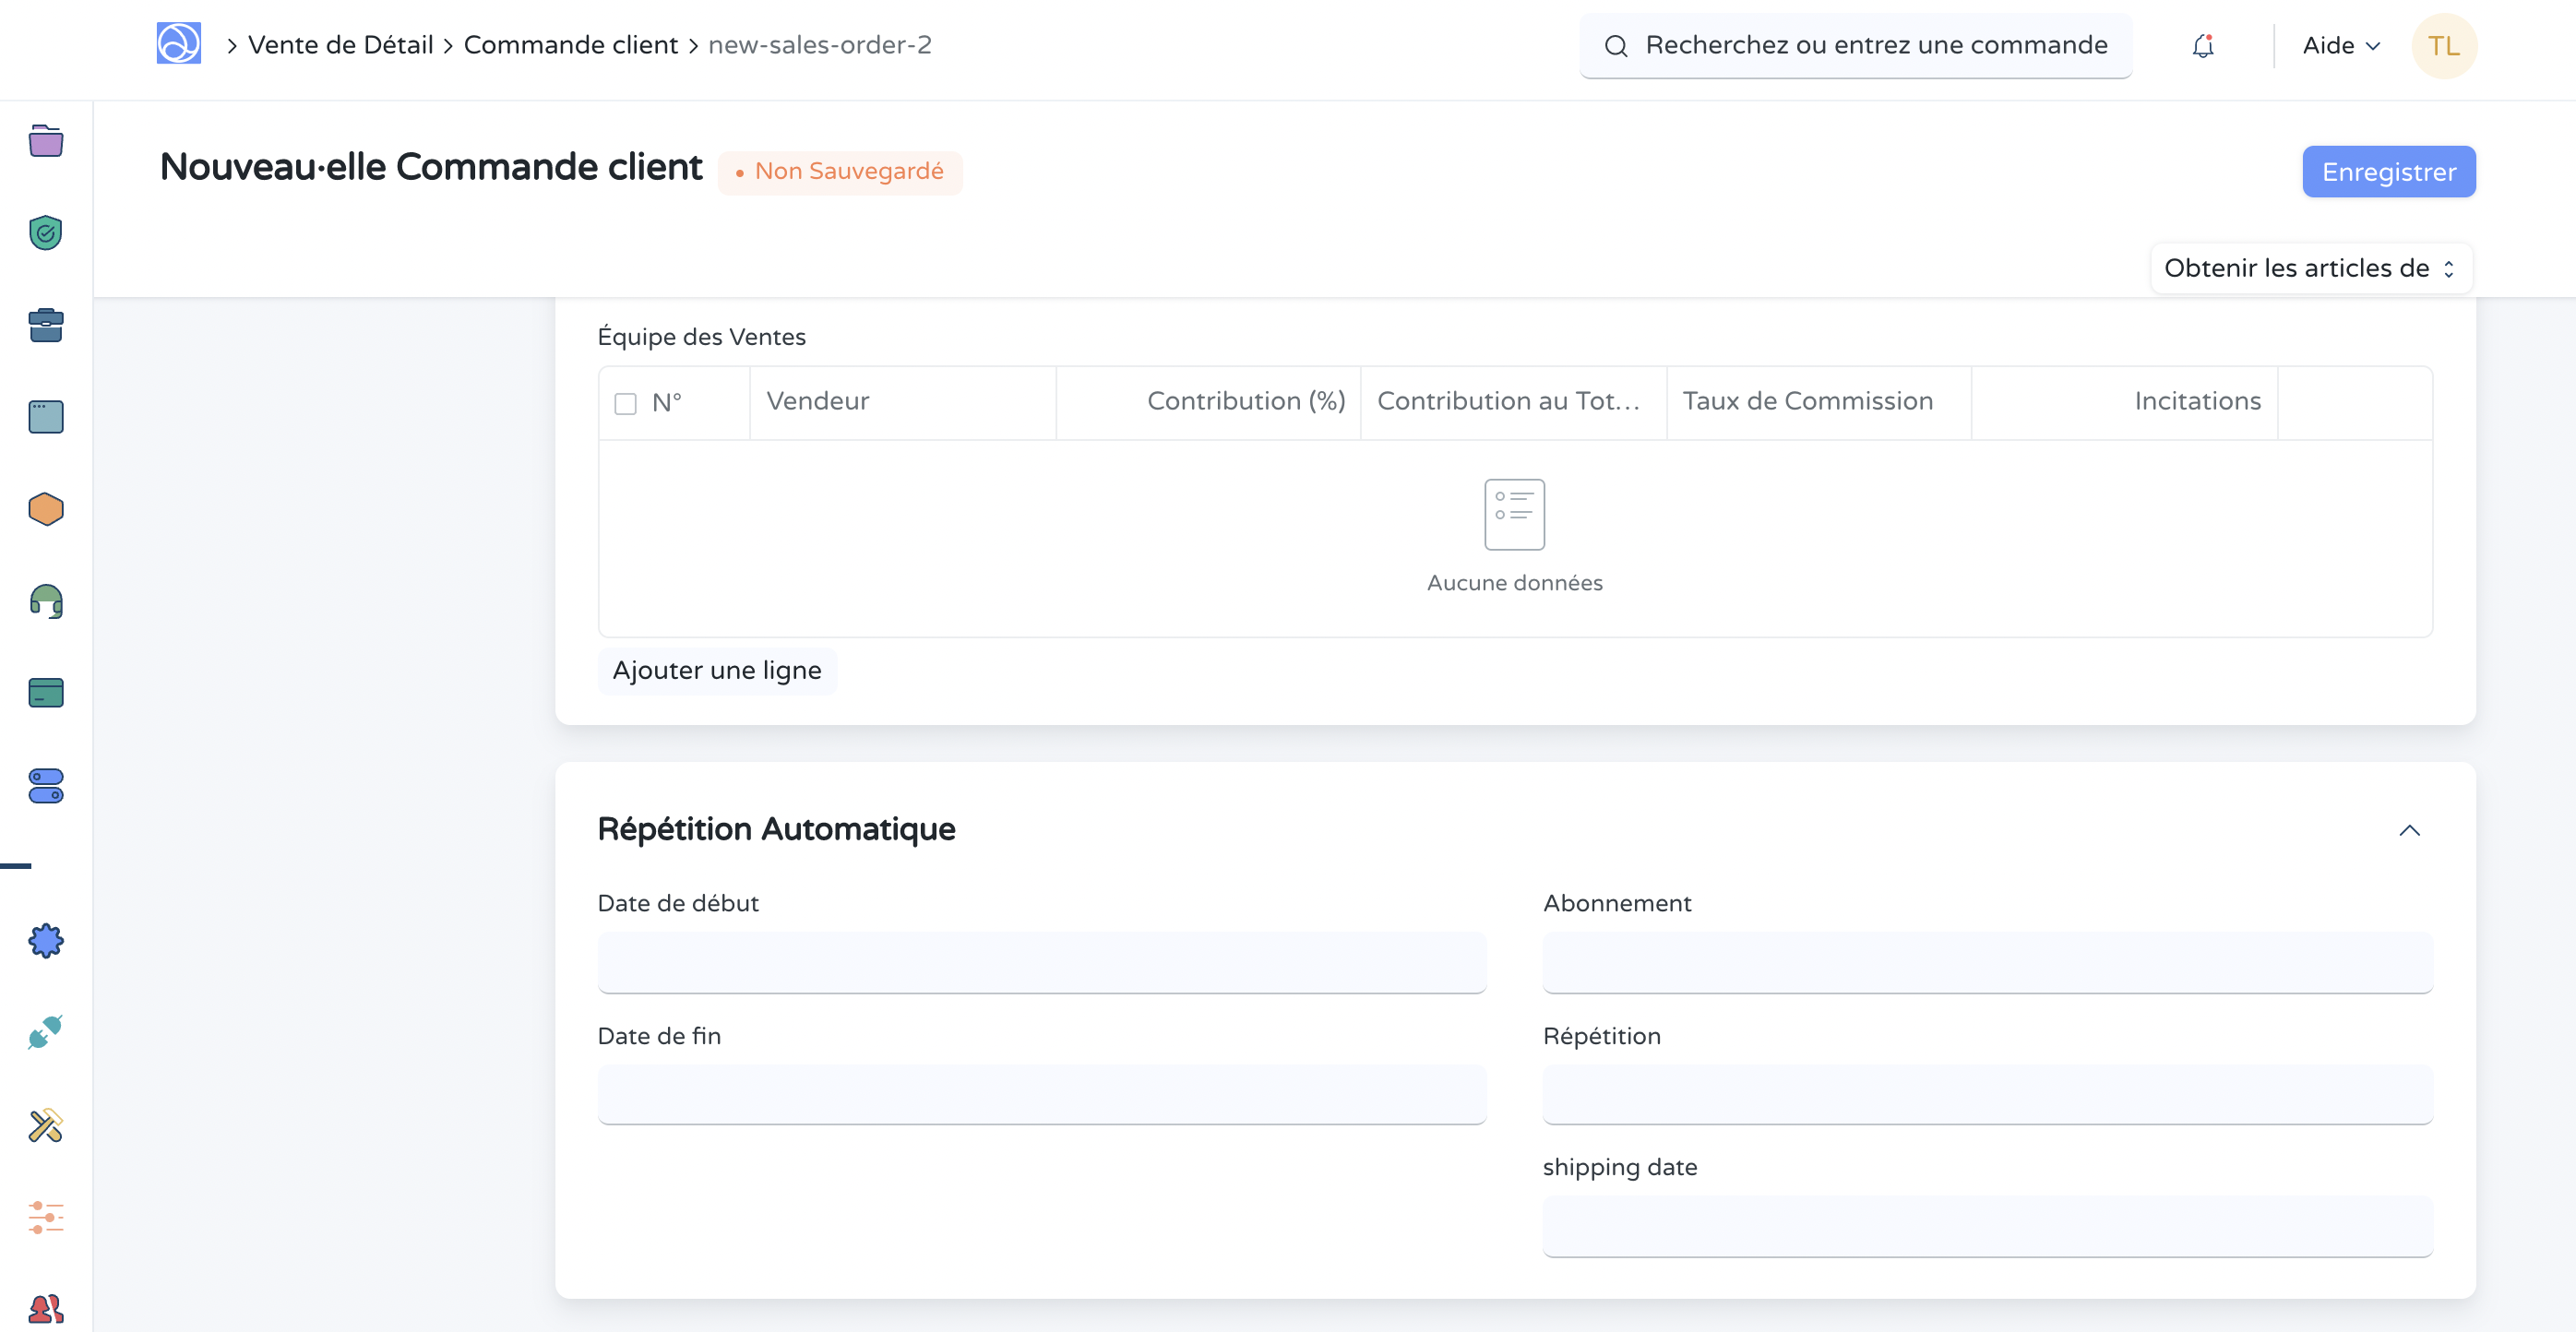 Vente de Détail Commande client new-sales-order-2
Recherchez ou entrez une commande
Aide
TL
Nouveau·elle Commande client
Non Sauvegardé
Enregistrer
Obtenir les articles de
Équipe des Ventes
N° Vendeur Contribution (%) Contribution au Tot... Taux de Commission Incitations
Aucune données
Ajouter une ligne
Répétition Automatique
Date de début
Abonnement
Date de fin
Répétition
shipping date